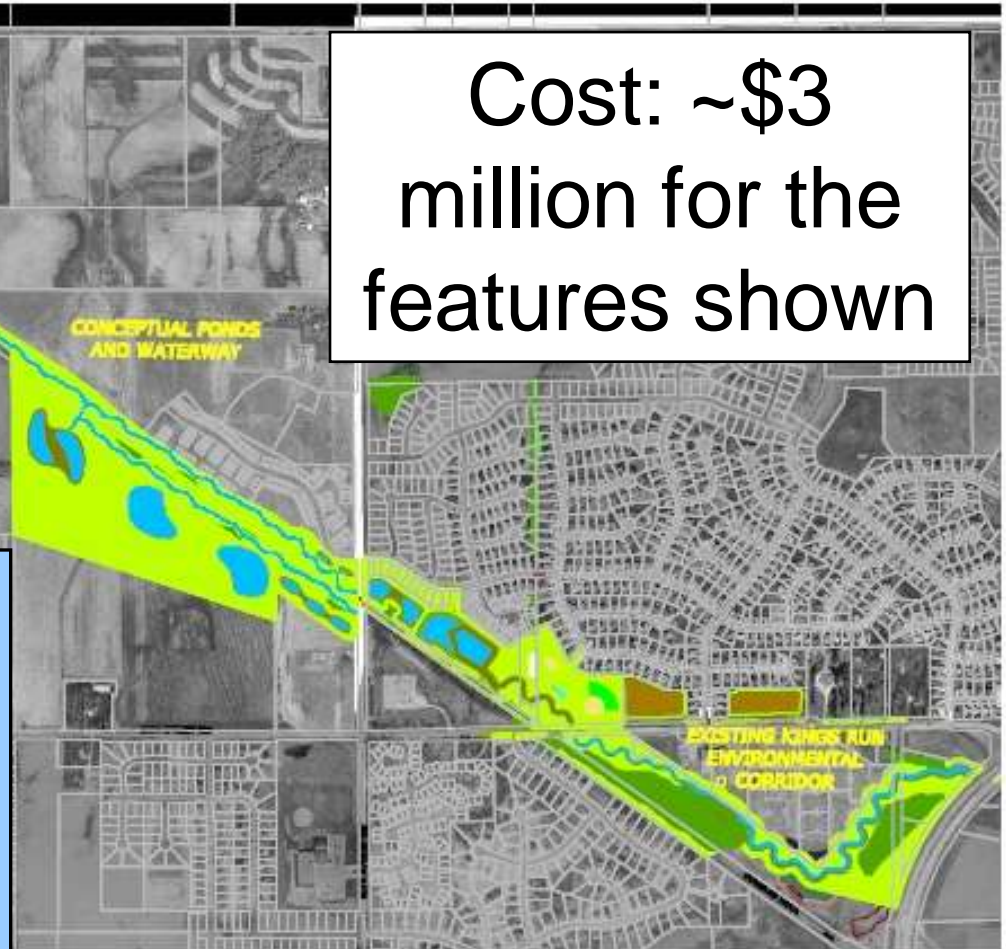 Cost: ~$3
million for the
features shown
CONCEPTUAL PONDS
AND WATERWAY
EXISTING KINGS RUN
ENVIRONMENTAL
CORRIDOR